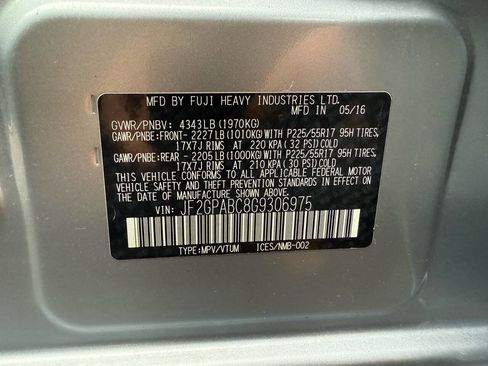 MFD BY FUJI HEAVY INDUSTRIES LTD.
MFD IN 05/16
GVWR/PNBV: 4343LB (1970KG)
GAWR/PNBE:FRONT- 2227LB (1010KG) WITH P225/55R17 95H TIRES,
17X7J RIMS AT 220 KPA (32 PSI)COLD
GAWR/PNBE:REAR - 2205LB (1000KG) WITH P225/55R17 95H TIRES,
17X7J RIMS AT 210 KPA (30 PSI)COLD
THIS VEHICLE CONFORMS TO ALL APPLICABLE FEDERAL MOTOR
VEHICLE SAFETY STANDARDS IN EFFECT ON THE
DATE OF MANUFACTURE SHOWN ABOVE.
VIN: JF2GPABC8G9306975
TYPE:MPV/VTUM ICES/NMB-002